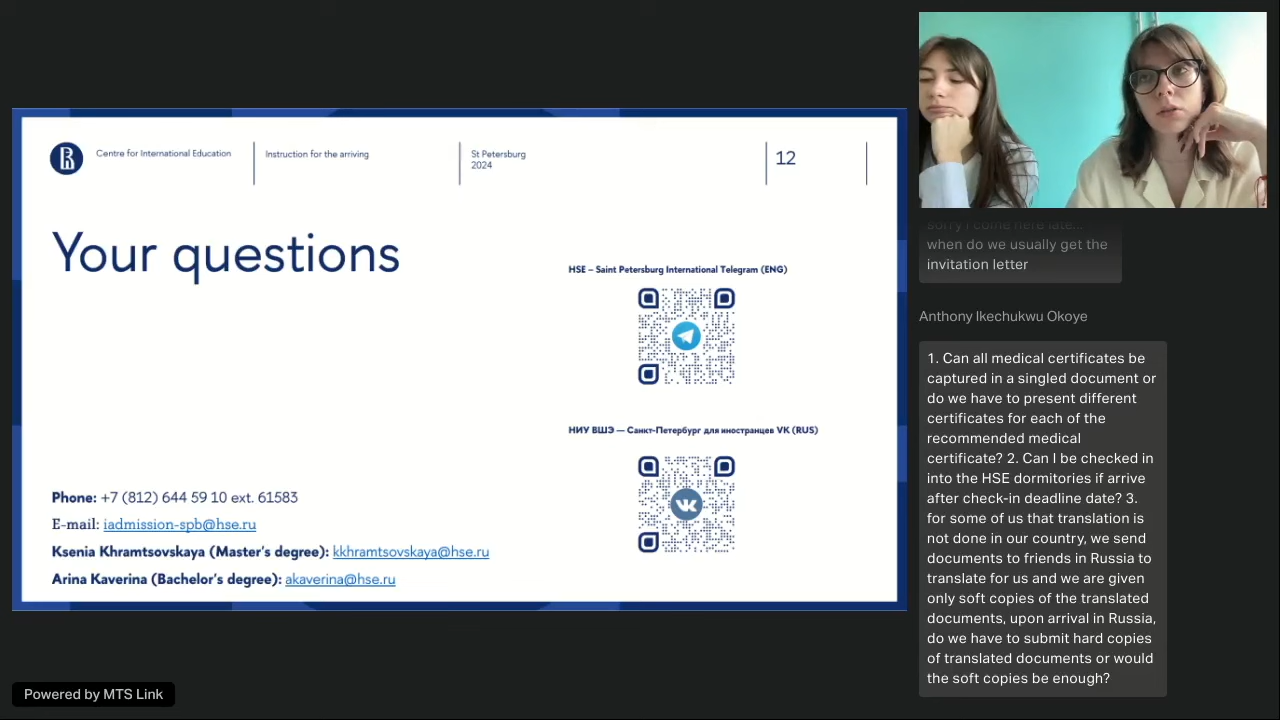 Centre for International Education
Instruction for the arriving
St Petersburg
2024
12
Your questions
HSE – Saint Petersburg International Telegram (ENG)
НИУ ВШЭ — Санкт-Петербург для иностранцев VK (RUS)
Phone: +7 (812) 644 59 10 ext. 61583
E-mail: iadmission-spb@hse.ru
Ksenia Khramtsovskaya (Master's degree): kkhramtsovskaya@hse.ru
Arina Kaverina (Bachelor's degree): akaverina@hse.ru
Powered by MTS Link
sorry I come here late...
when do we usually get the
invitation letter
Anthony Ikechukwu Okoye
1. Can all medical certificates be
captured in a singled document or
do we have to present different
certificates for each of the
recommended medical
certificate? 2. Can I be checked in
into the HSE dormitories if arrive
after check-in deadline date? 3.
for some of us that translation is
not done in our country, we send
documents to friends in Russia to
translate for us and we are given
only soft copies of the translated
documents, upon arrival in Russia,
do we have to submit hard copies
of translated documents or would
the soft copies be enough?